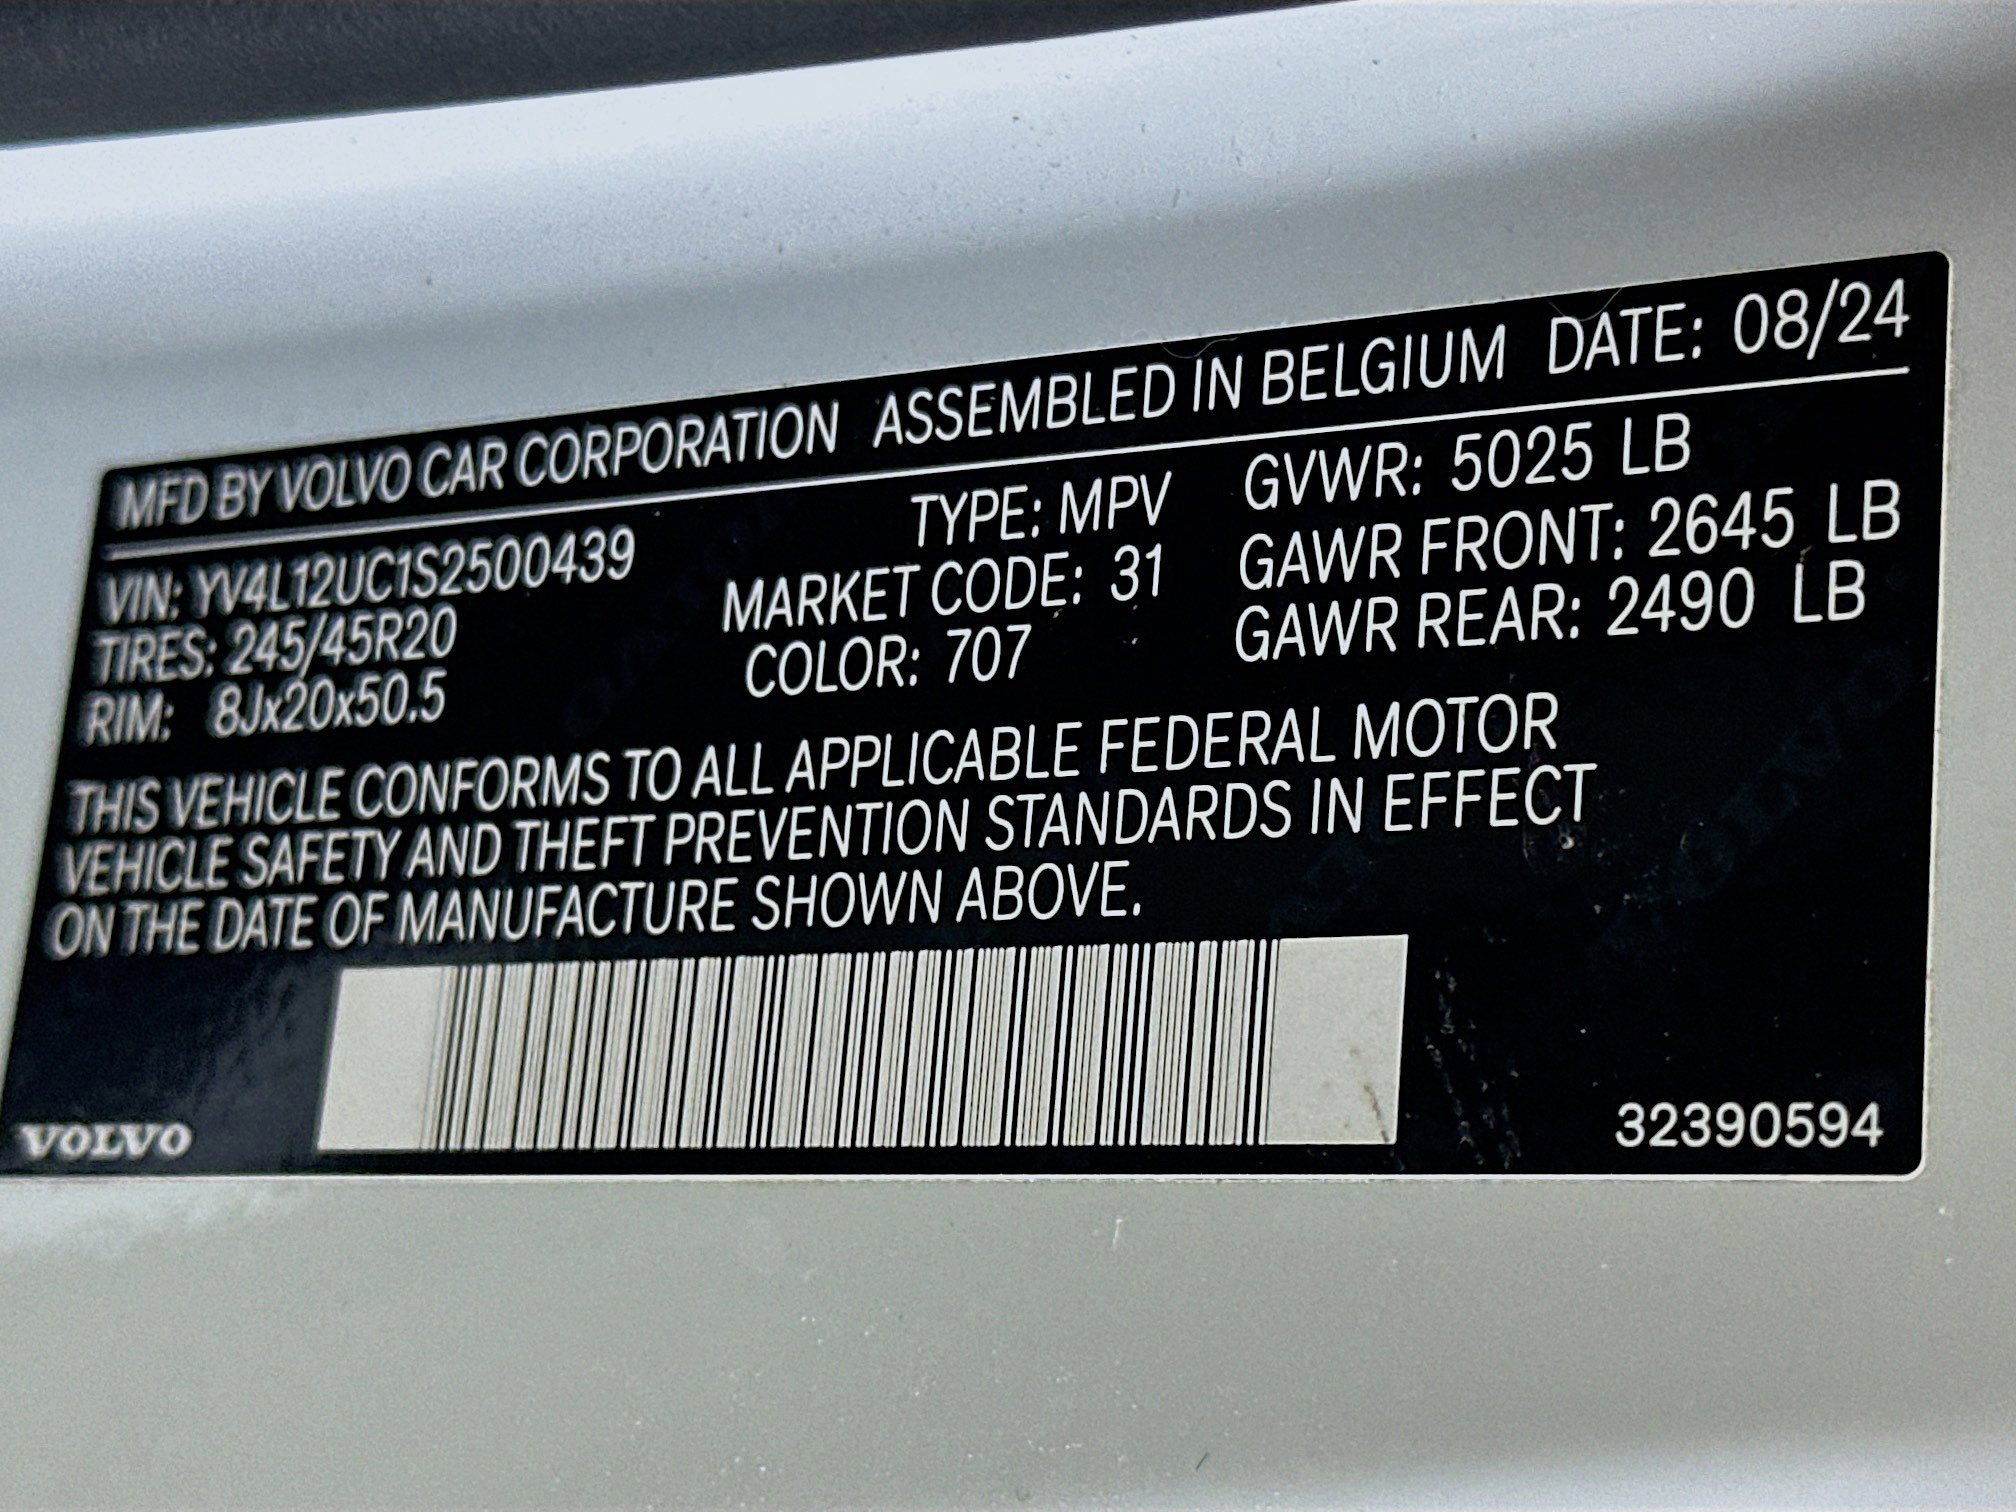 MFD BY VOLVO CAR CORPORATION ASSEMBLED IN BELGIUM DATE: 08/24
VIN: YV4L12UC1S2500439 TYPE: MPV GVWR: 5025 LB
TIRES: 245/45R20 MARKET CODE: 31 GAWR FRONT: 2645 LB
RIM: 8Jx20x50.5 COLOR: 707 GAWR REAR: 2490 LB
THIS VEHICLE CONFORMS TO ALL APPLICABLE FEDERAL MOTOR
VEHICLE SAFETY AND THEFT PREVENTION STANDARDS IN EFFECT
ON THE DATE OF MANUFACTURE SHOWN ABOVE.
VOLVO 32390594